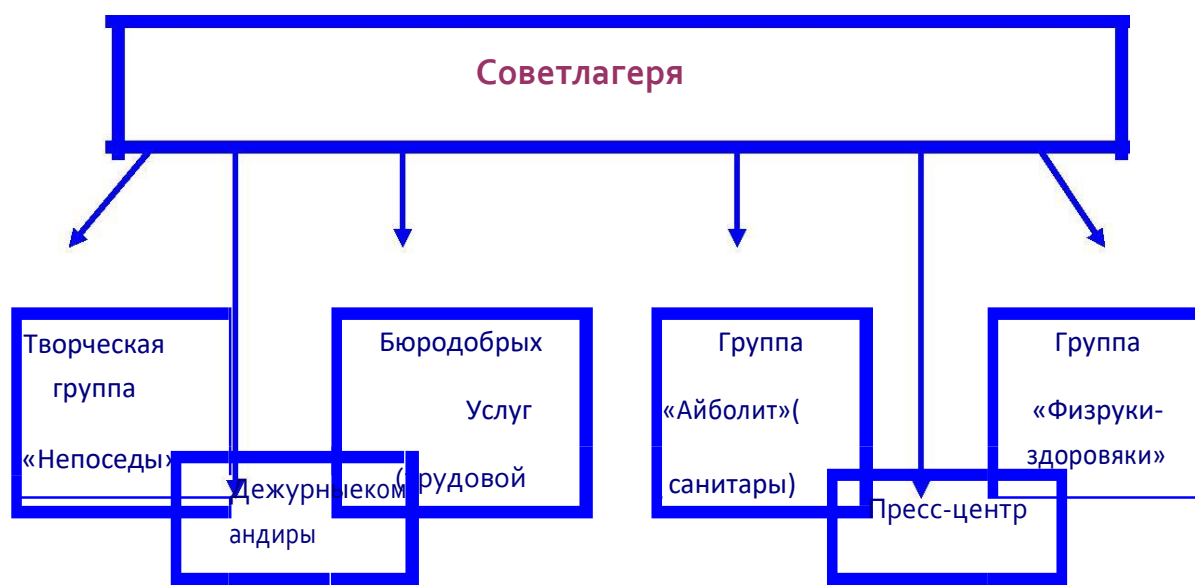 Советлагеря
Творческая
группа
«Непоседы»
Бюродобрых
Услуг
(трудовой
Группа
«Айболит»(
санитары)
Группа
«Физруки-
здоровяки»
Дежурныеком
андиры
Пресс-центр